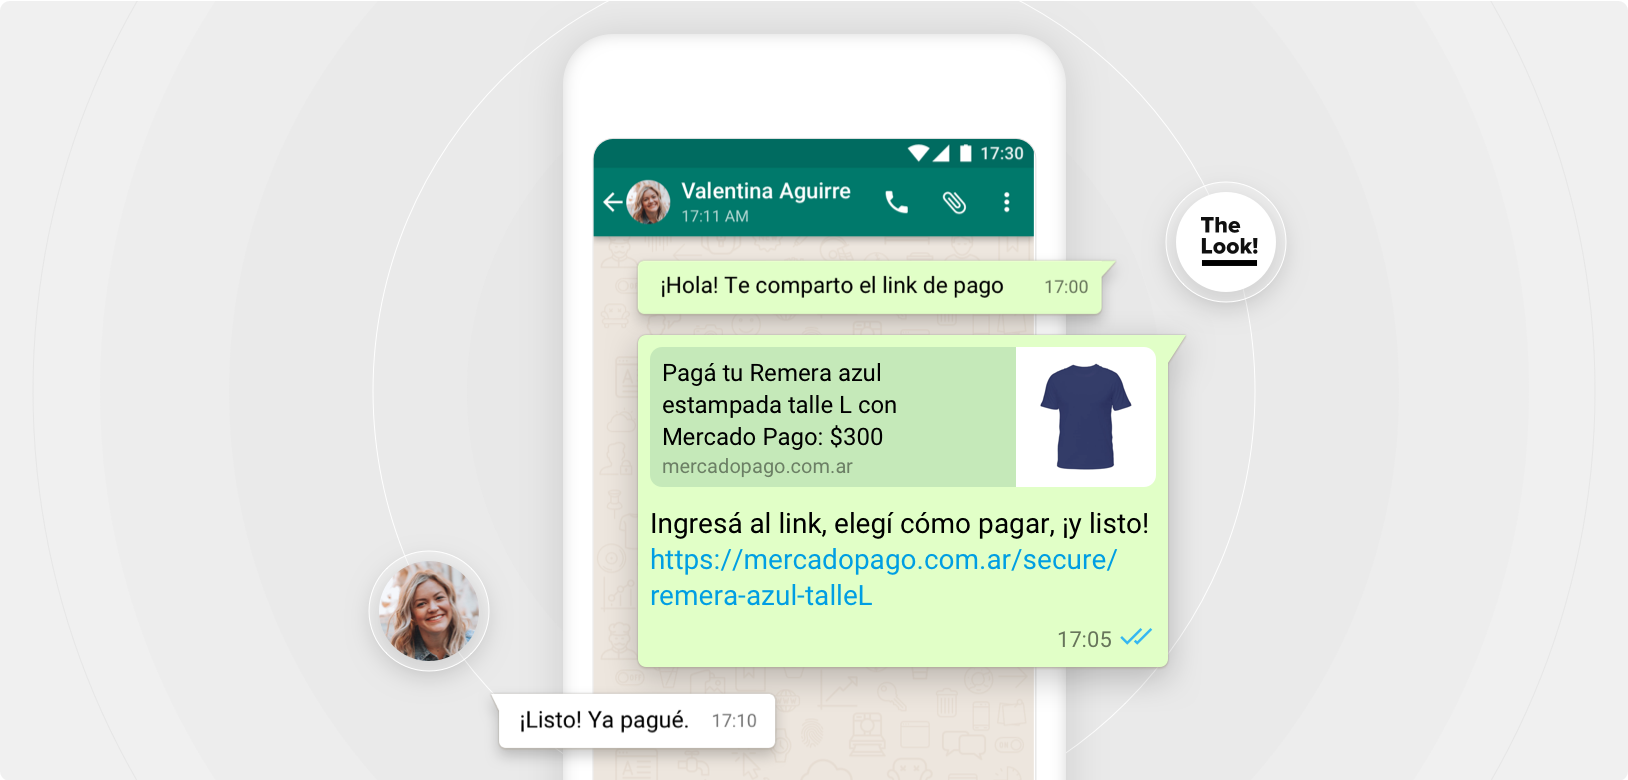 17:30
Valentina Aguirre
17:11 AM
The
Look!
¡Hola! Te comparto el link de pago 17:00
Pagá tu Remera azul
estampada talle L con
Mercado Pago: $300
mercadopago.com.ar
Ingresá al link, elegí cómo pagar, ¡y listo!
https://mercadopago.com.ar/secure/
remera-azul-talleL
17:05
¡Listo! Ya pagué. 17:10